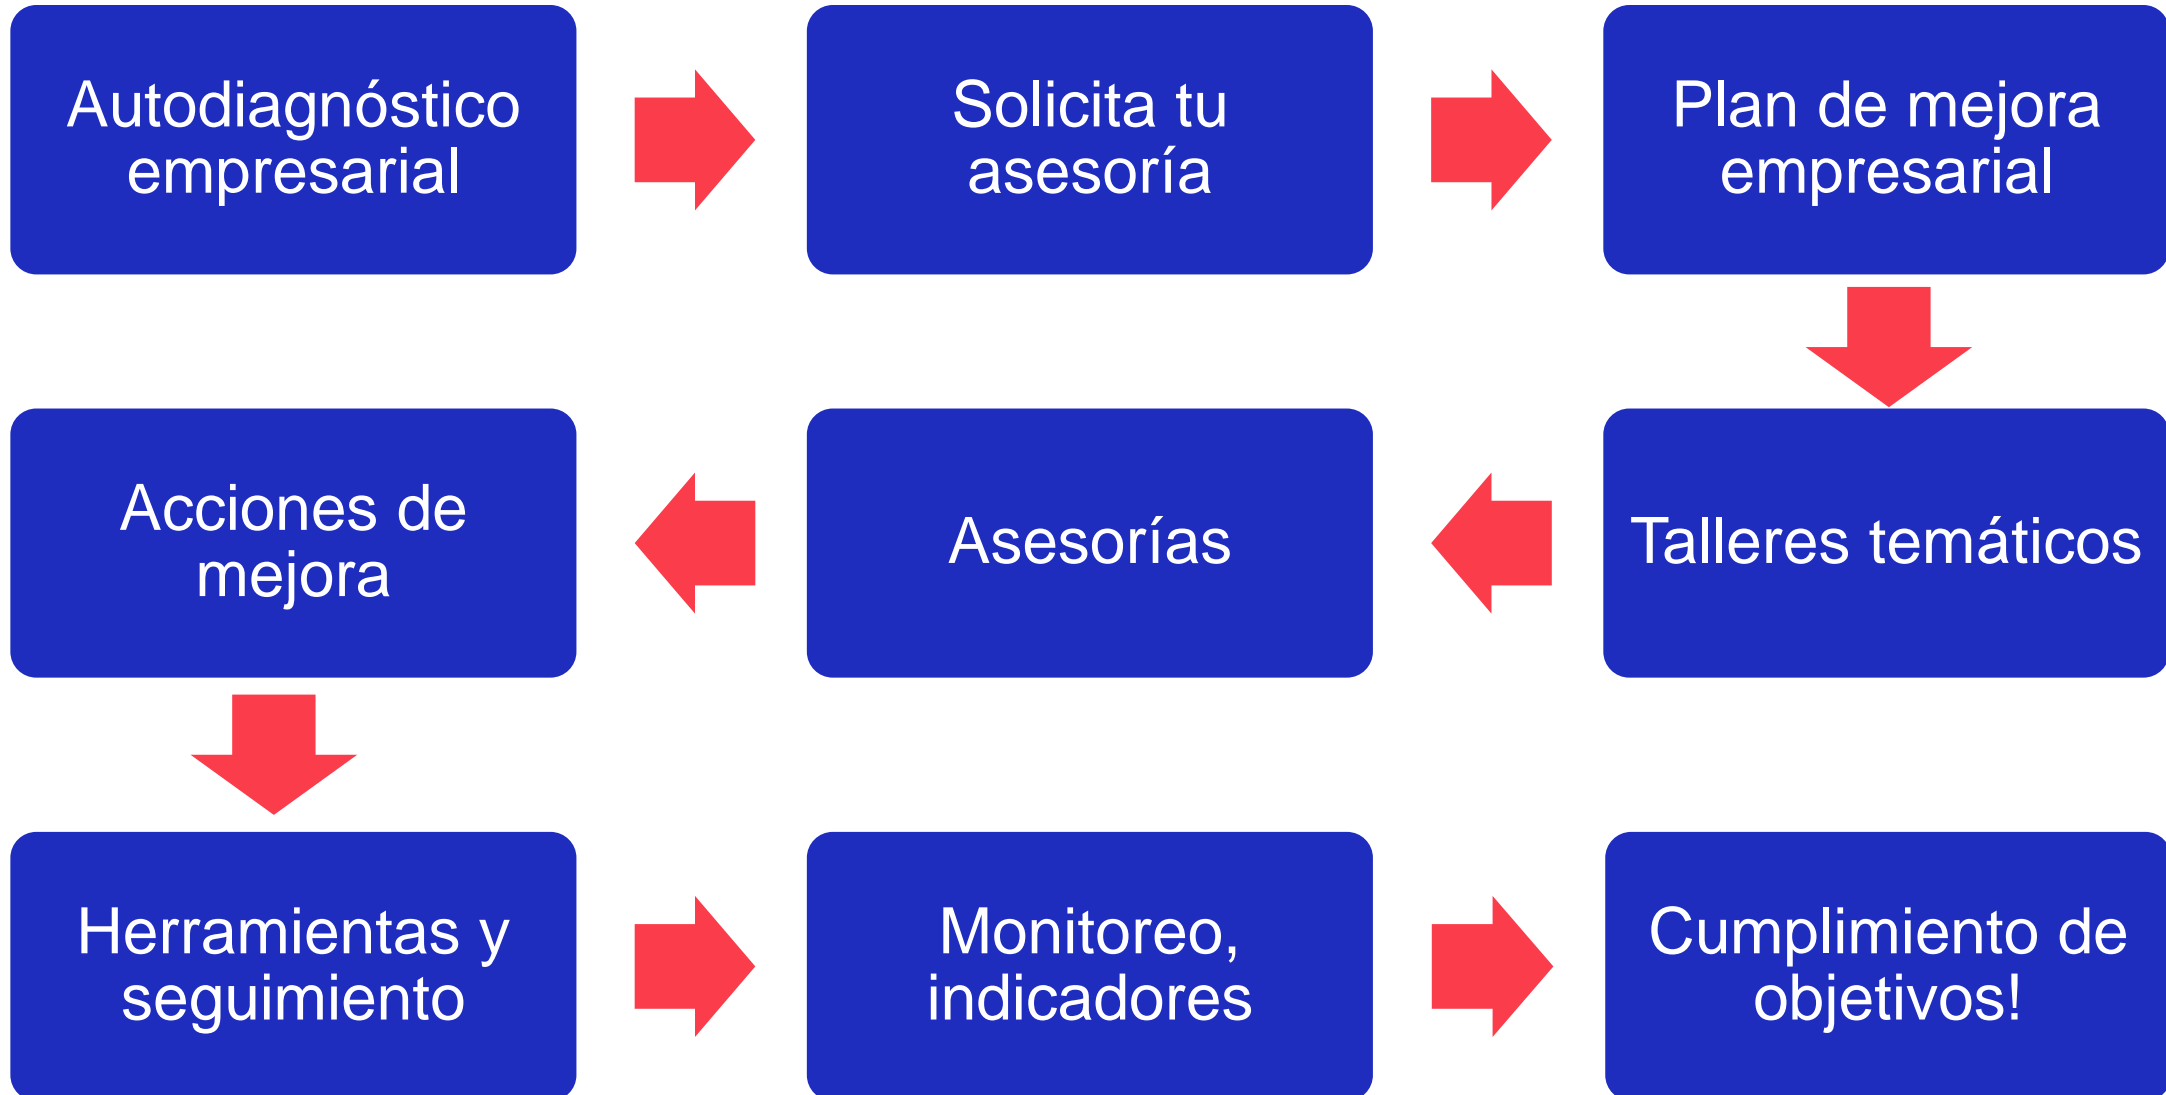 Autodiagnóstico
empresarial
Solicita tu
asesoría
Plan de mejora
empresarial
Talleres temáticos
Asesorías
Acciones de
mejora
Herramientas y
seguimiento
Monitoreo,
indicadores
Cumplimiento de
objetivos!